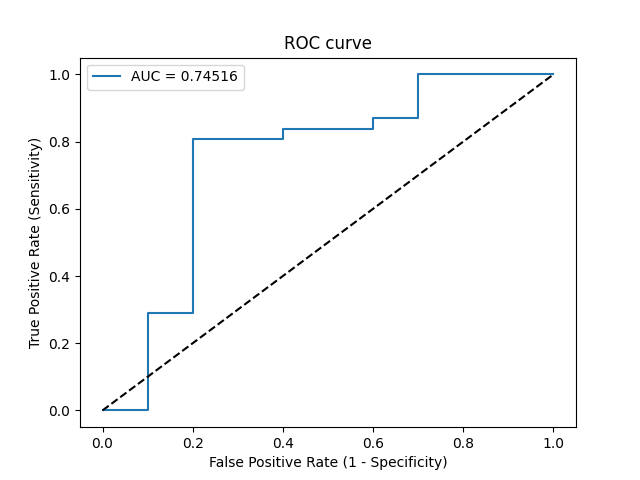 ROC curve
AUC = 0.74516
True Positive Rate (Sensitivity)
1.0
0.8
0.6
0.4
0.2
0.0
0.0 0.2 0.4 0.6 0.8 1.0
False Positive Rate (1 - Specificity)